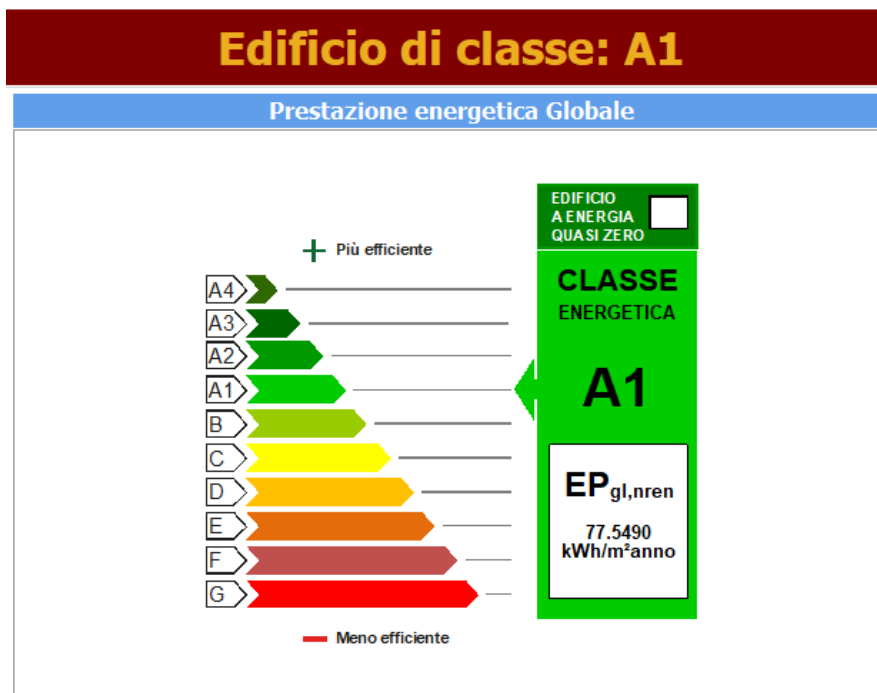 Edificio di classe: A1
Prestazione energetica Globale
EDIFICIO
A ENERGIA
QUASI ZERO
+ Più efficiente
CLASSE
ENERGETICA
A1
A4
A3
A2
A1
B
C
D
E
F
G
EPgl,nren
77.5490
kWh/m²anno
Meno efficiente